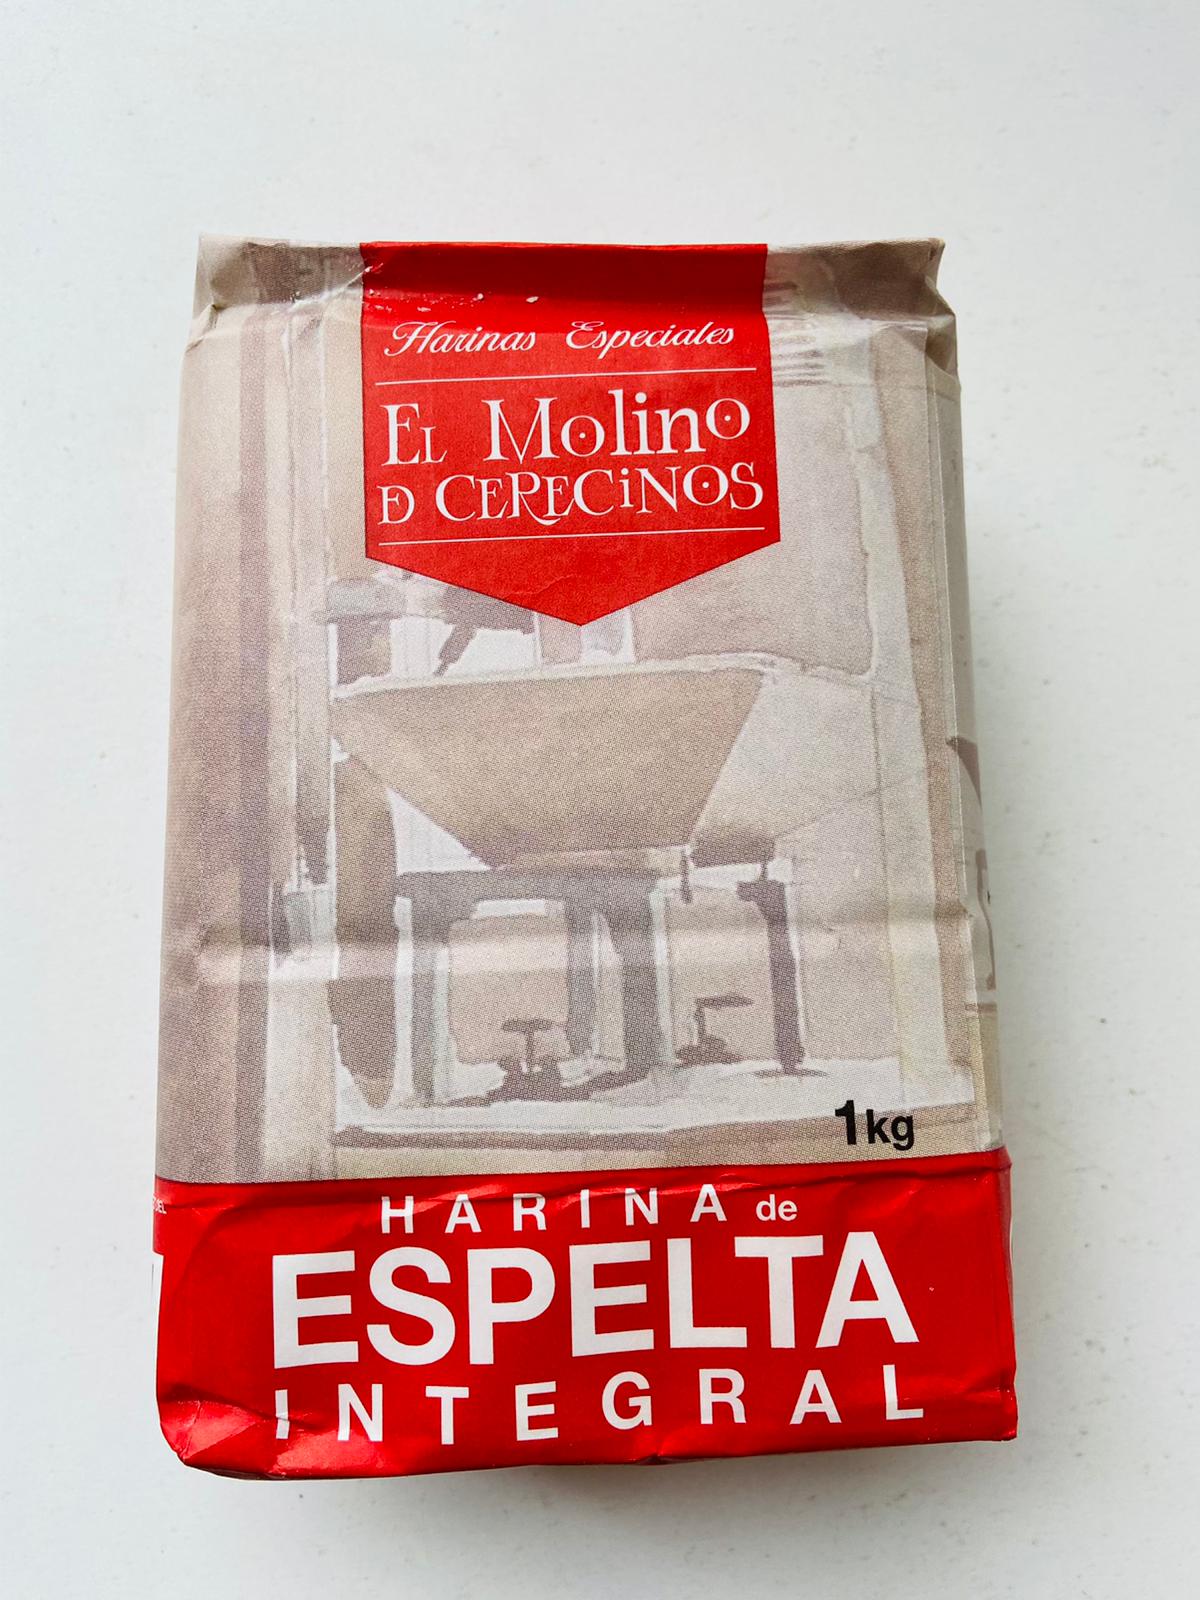 Harinas Especiales
EL MOLINO
D CERECINOS
1kg
HARINA de
ESPELTA
INTEGRAL